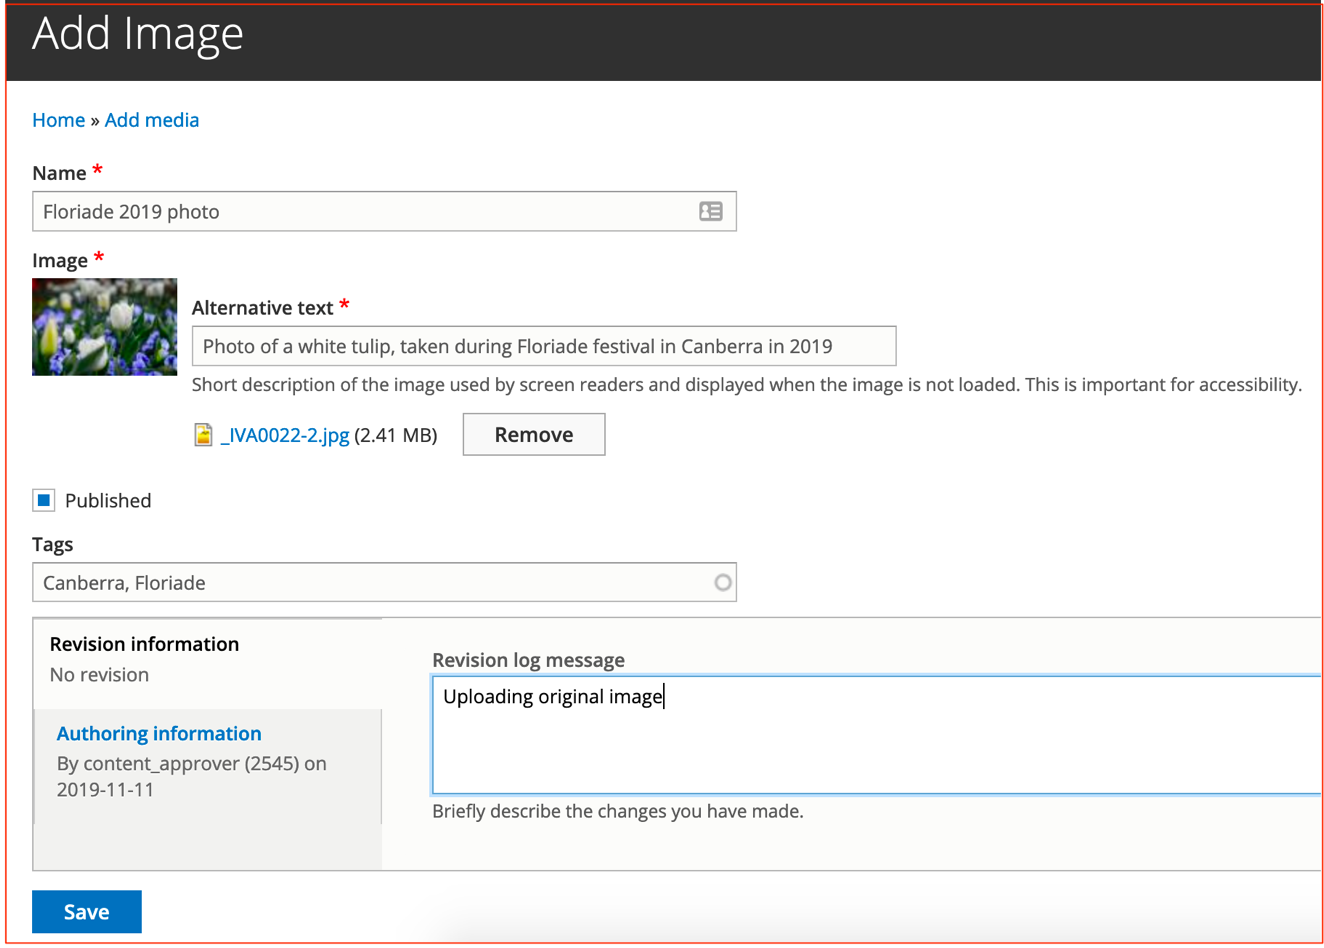 Add Image
Home » Add media
Name *
Floriade 2019 photo
Image *
Alternative text *
Photo of a white tulip, taken during Floriade festival in Canberra in 2019
Short description of the image used by screen readers and displayed when the image is not loaded. This is important for accessibility.
_IVA0022-2.jpg (2.41 MB)
Remove
Published
Tags
Canberra, Floriade
Revision information
No revision
Authoring information
By content_approver (2545) on
2019-11-11
Revision log message
Uploading original image
Briefly describe the changes you have made.
Save